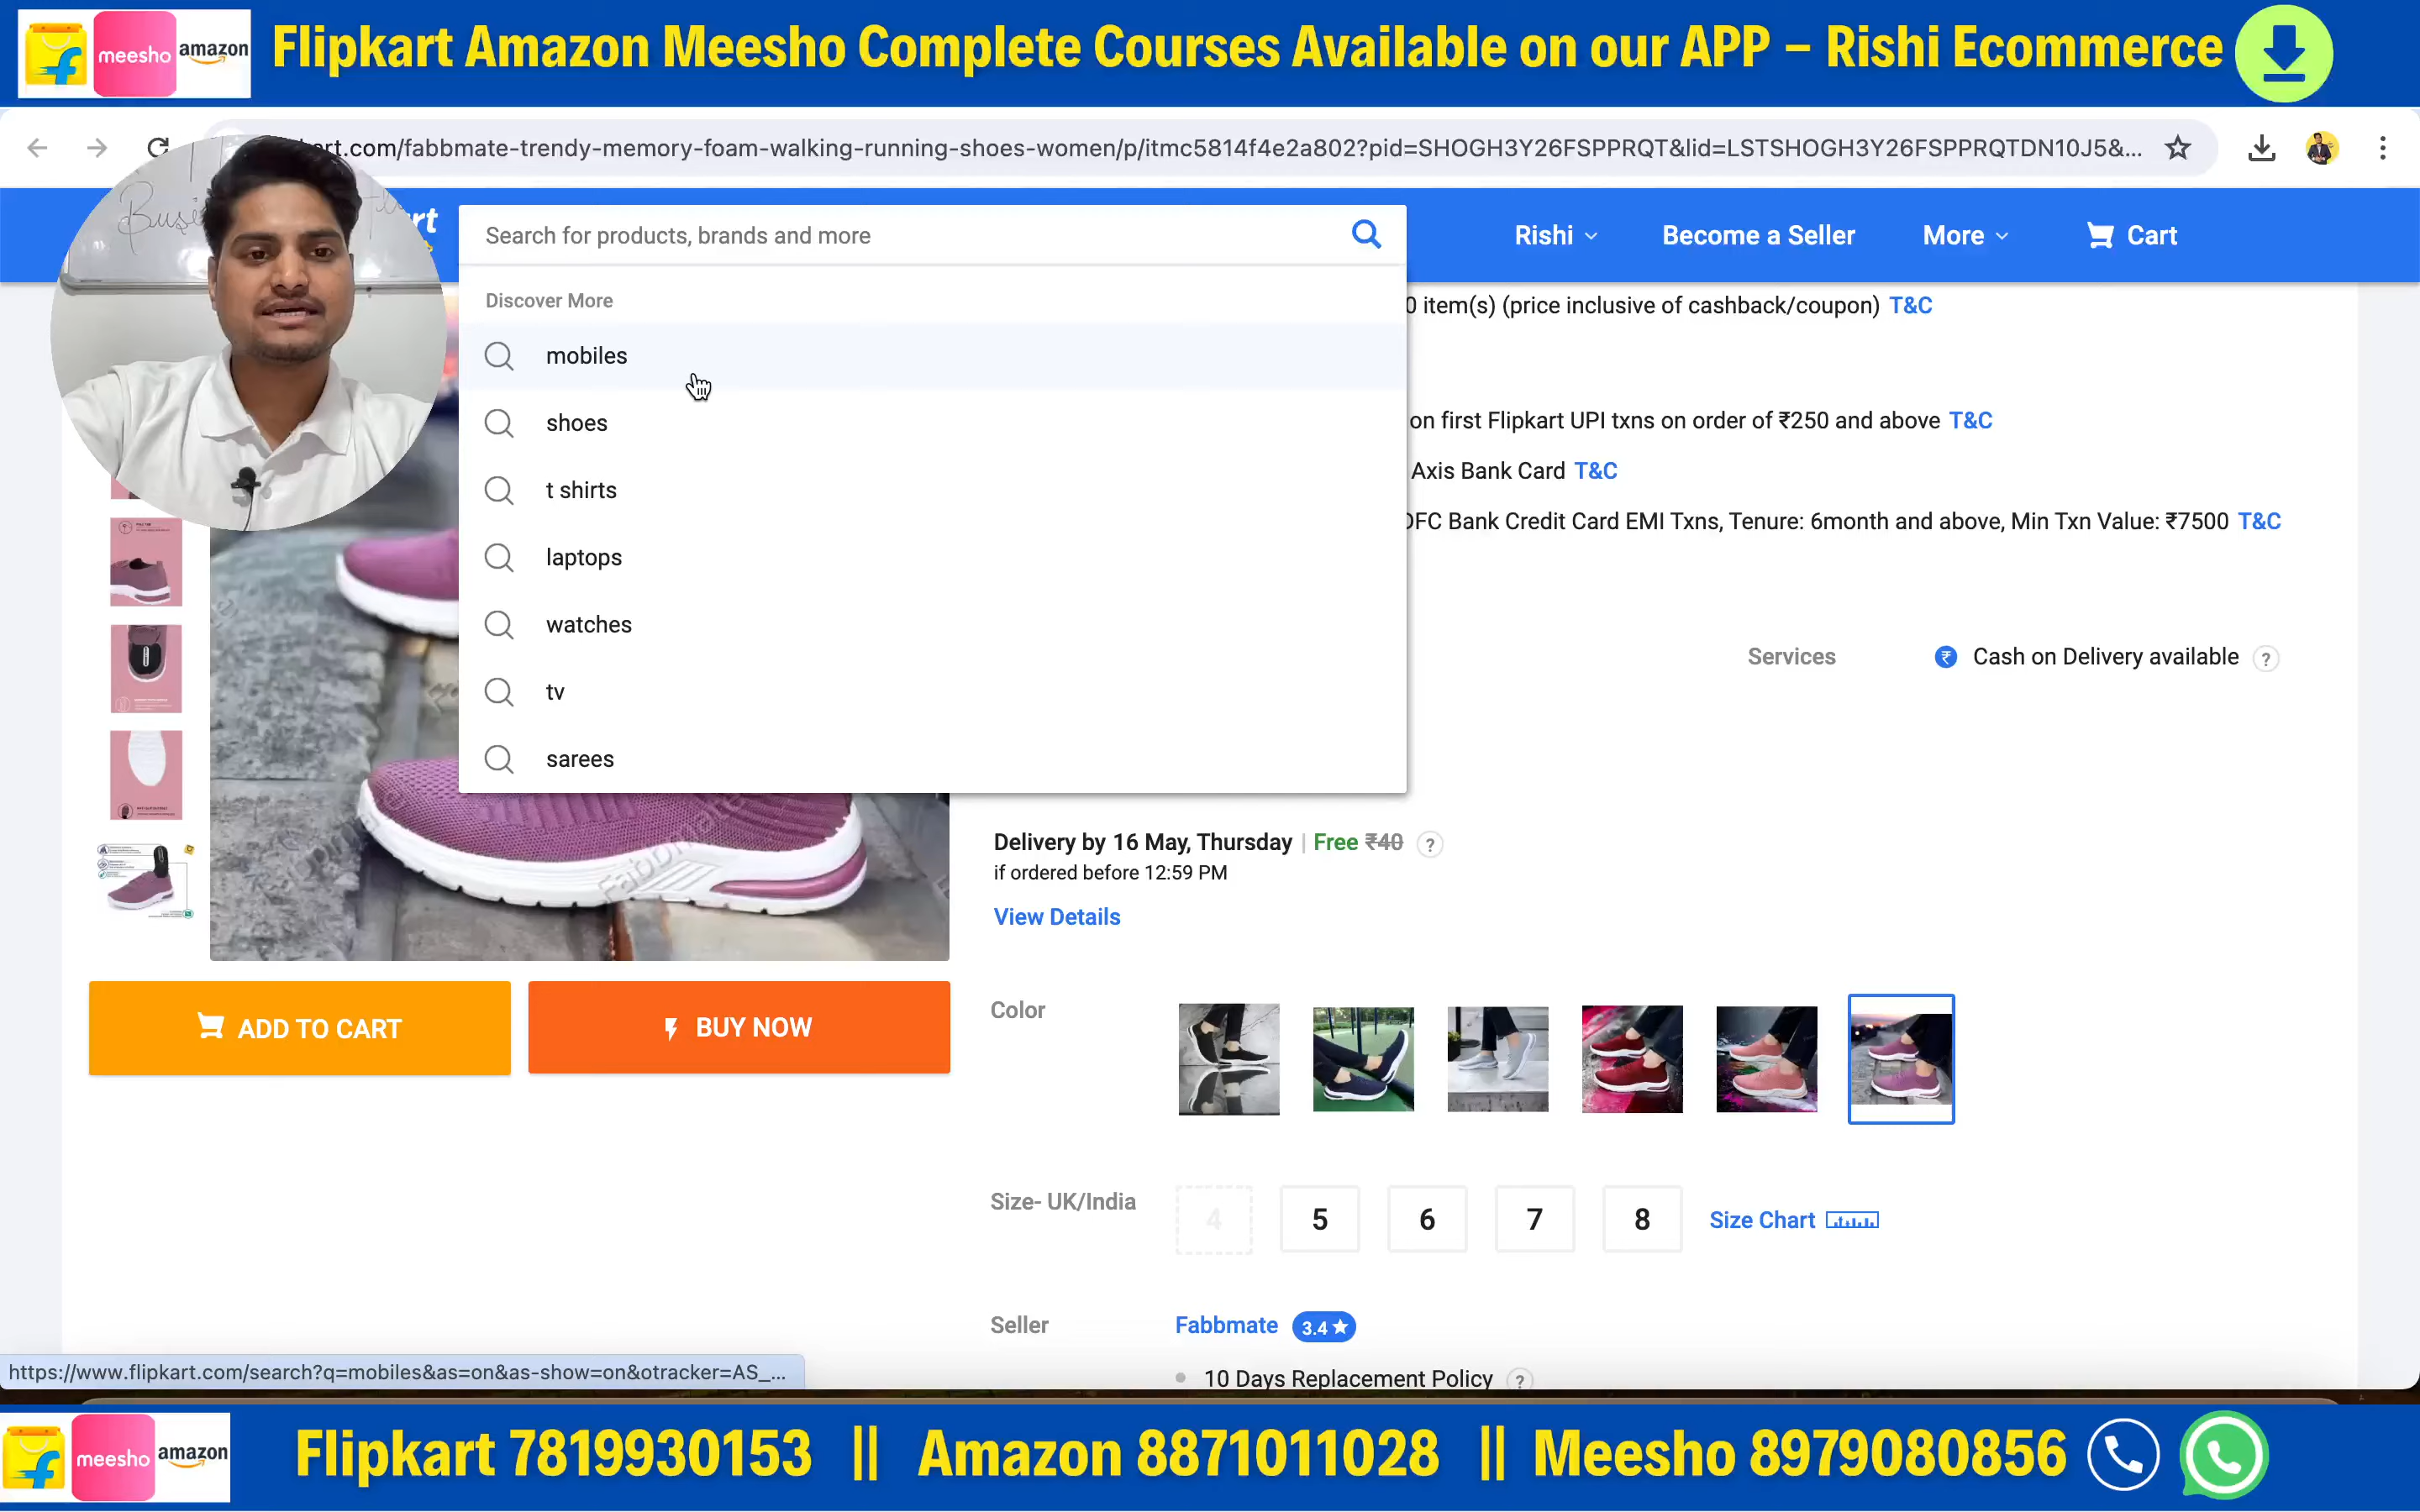 meesho
amazon
Flipkart Amazon Meesho Complete Courses Available on our APP – Rishi Ecommerce
rt.com/fabbmate-trendy-memory-foam-walking-running-shoes-women/p/itmc5814f4e2a802?pid=SHOGH3Y26FSPPRQT&lid=LSTSHOGH3Y26FSPPRQTDN10J5&...
rt
Search for products, brands and more
Rishi
Become a Seller
More
Cart
Discover More
mobiles
shoes
t shirts
laptops
watches
tv
sarees
0 item(s) (price inclusive of cashback/coupon) T&C
on first Flipkart UPI txns on order of ₹250 and above T&C
Axis Bank Card T&C
DFC Bank Credit Card EMI Txns, Tenure: 6month and above, Min Txn Value: ₹7500 T&C
Services
₹ Cash on Delivery available ?
Delivery by 16 May, Thursday | Free ₹40 ?
if ordered before 12:59 PM
View Details
ADD TO CART
BUY NOW
Color
Size- UK/India
4 5 6 7 8 Size Chart
Seller
Fabbmate 3.4
10 Days Replacement Policy ?
https://www.flipkart.com/search?q=mobiles&as=on&as-show=on&otracker=AS_...
meesho
amazon
Flipkart 7819930153 || Amazon 8871011028 || Meesho 8979080856